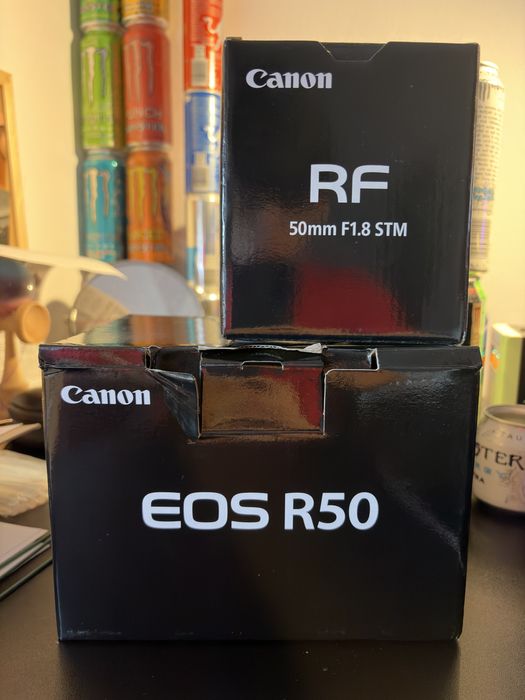 Canon
RF
50mm F1.8 STM
Canon
EOS R50